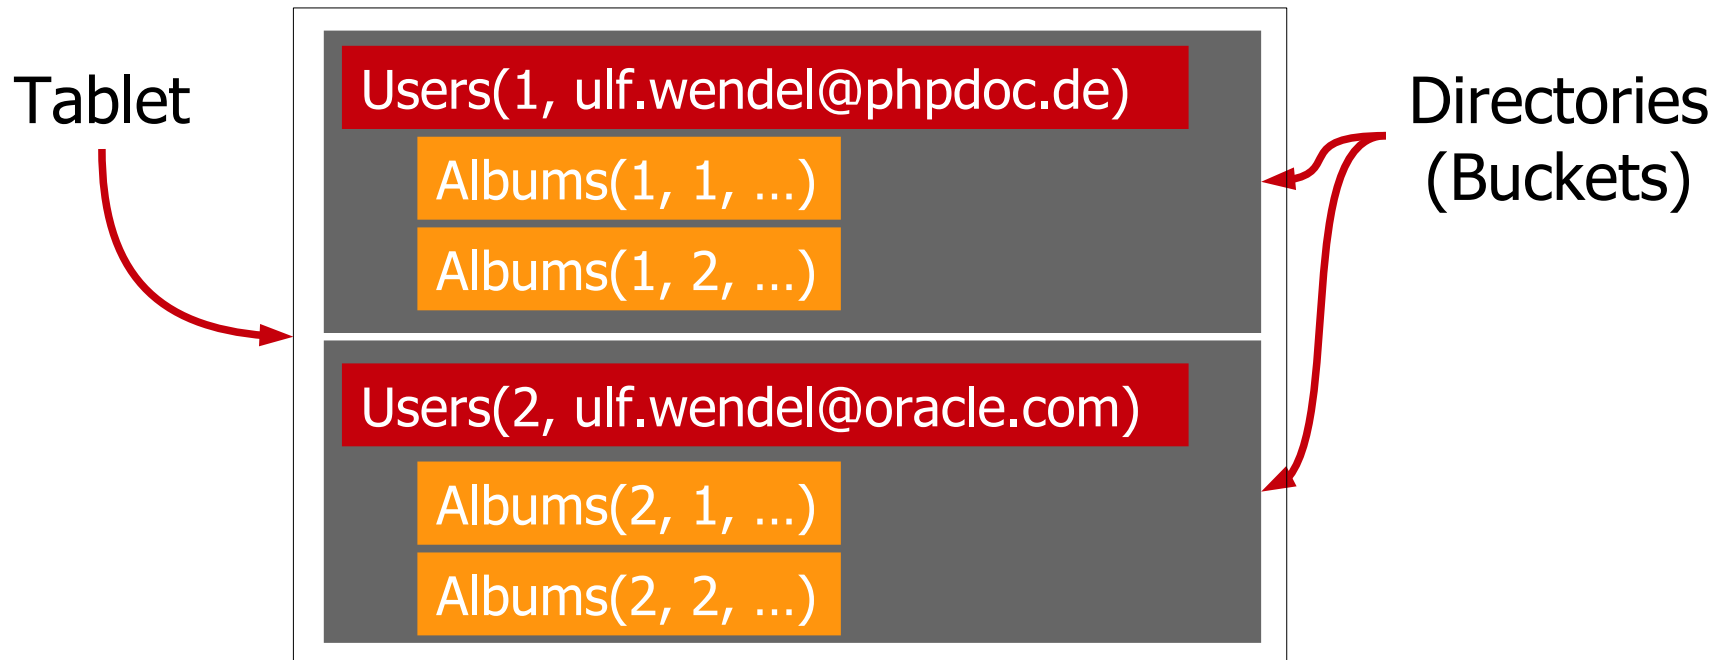 Tablet
Users(1, ulf.wendel@phpdoc.de)
Albums(1, 1, …)
Albums(1, 2, …)
Directories
(Buckets)
Users(2, ulf.wendel@oracle.com)
Albums(2, 1, …)
Albums(2, 2, …)